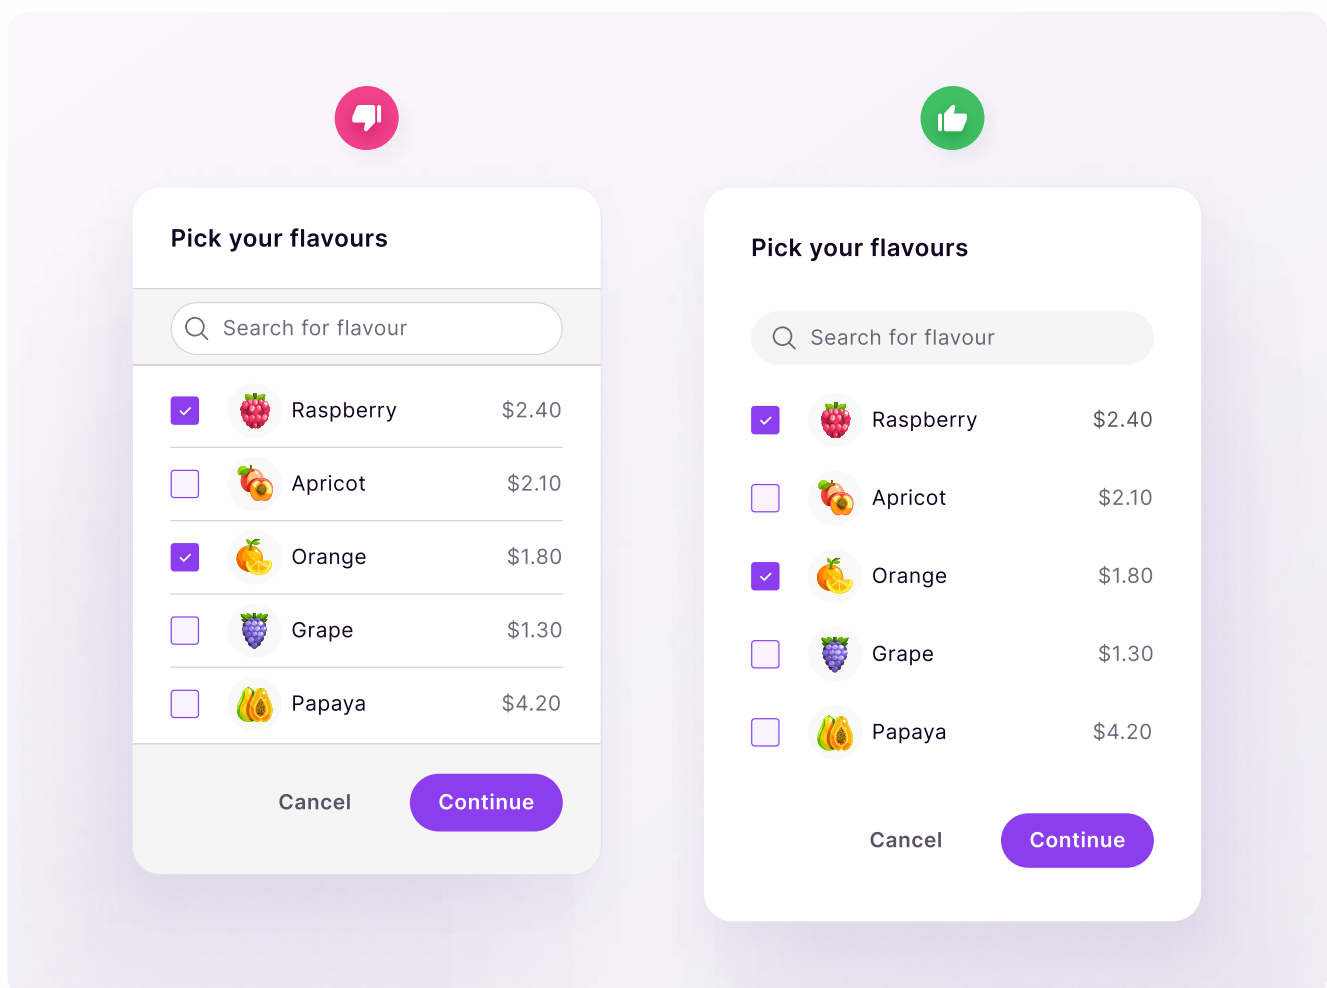 Pick your flavours
Search for flavour
Raspberry $2.40
Apricot $2.10
Orange $1.80
Grape $1.30
Papaya $4.20
Cancel Continue
Pick your flavours
Search for flavour
Raspberry $2.40
Apricot $2.10
Orange $1.80
Grape $1.30
Papaya $4.20
Cancel Continue